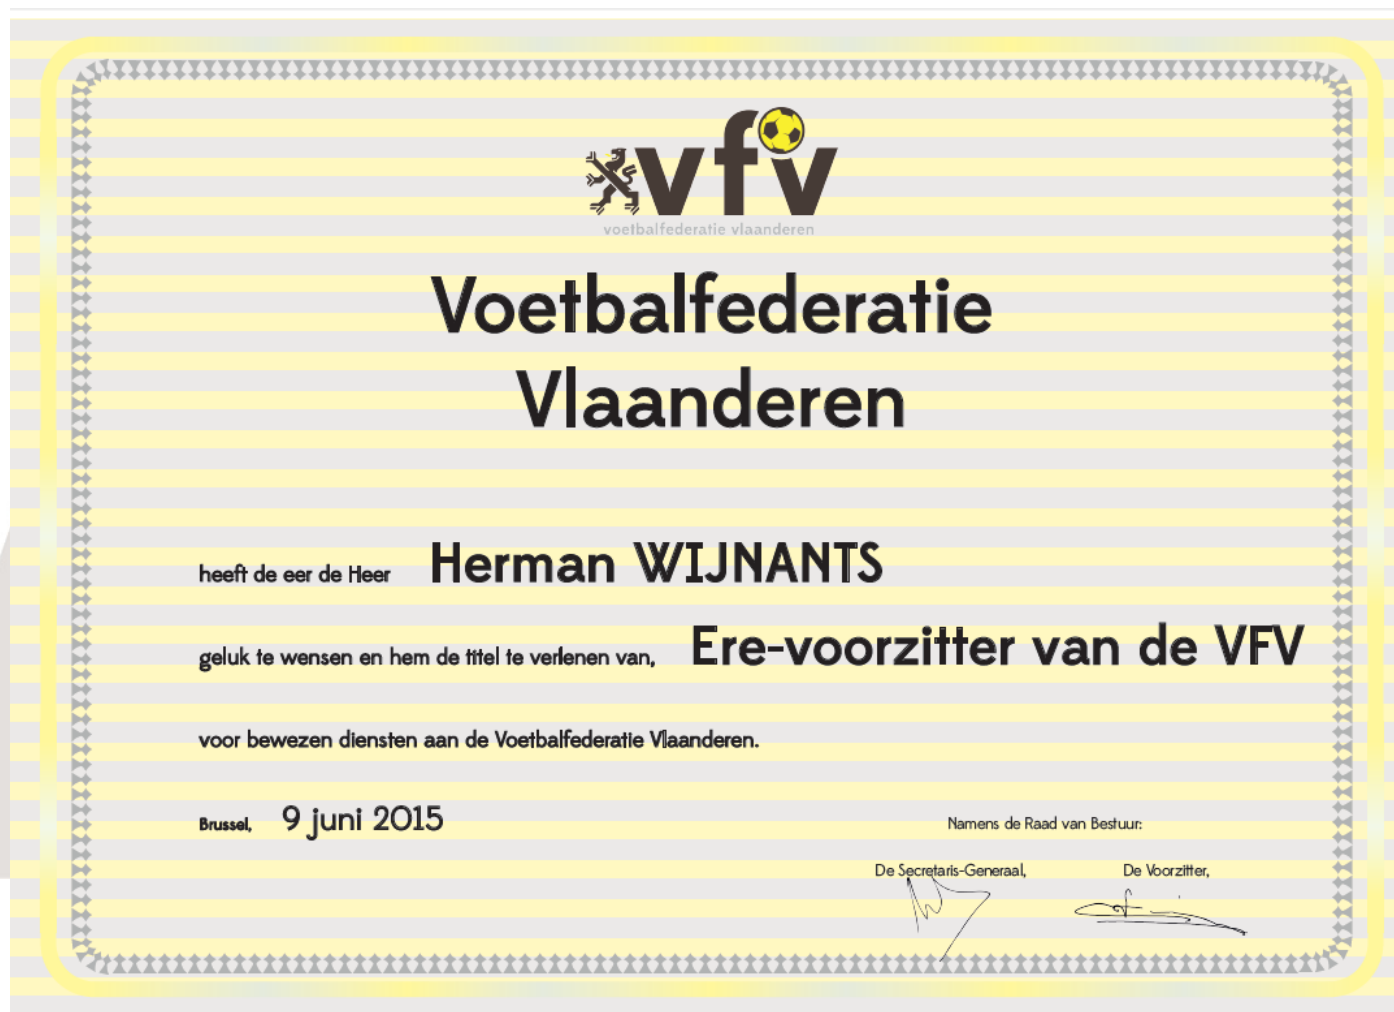 vfv
voetbalfederatie vlaanderen
Voetbalfederatie
Vlaanderen
heeft de eer de Heer Herman WIJNANTS
geluk te wensen en hem de titel te verlenen van, Ere-voorzitter van de VFV
voor bewezen diensten aan de Voetbalfederatie Vlaanderen.
Brussel, 9 juni 2015
Namens de Raad van Bestuur:
De Secretaris-Generaal, De Voorzitter,